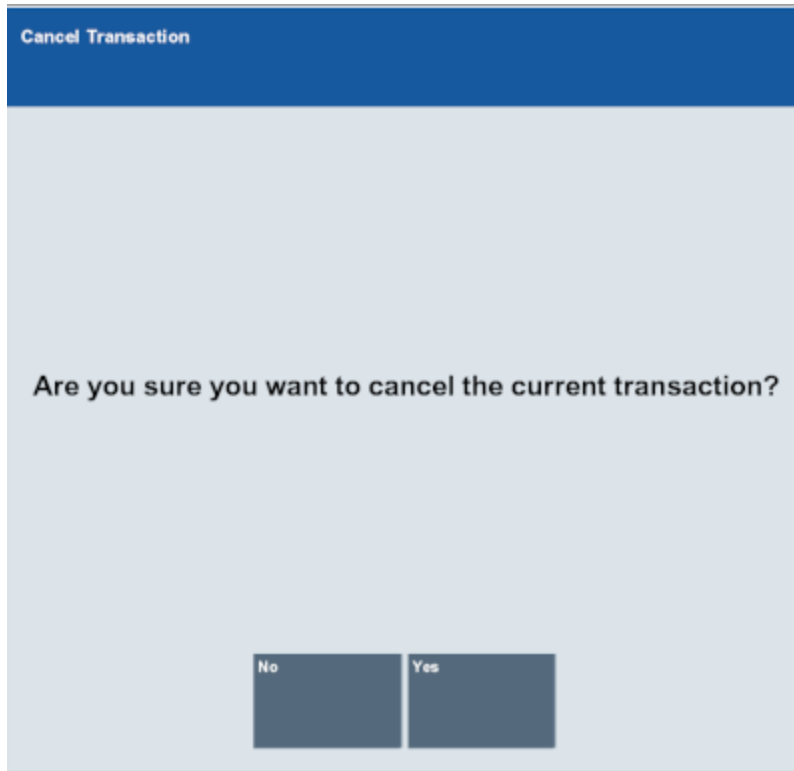 Cancel Transaction
Are you sure you want to cancel the current transaction?
No
Yes